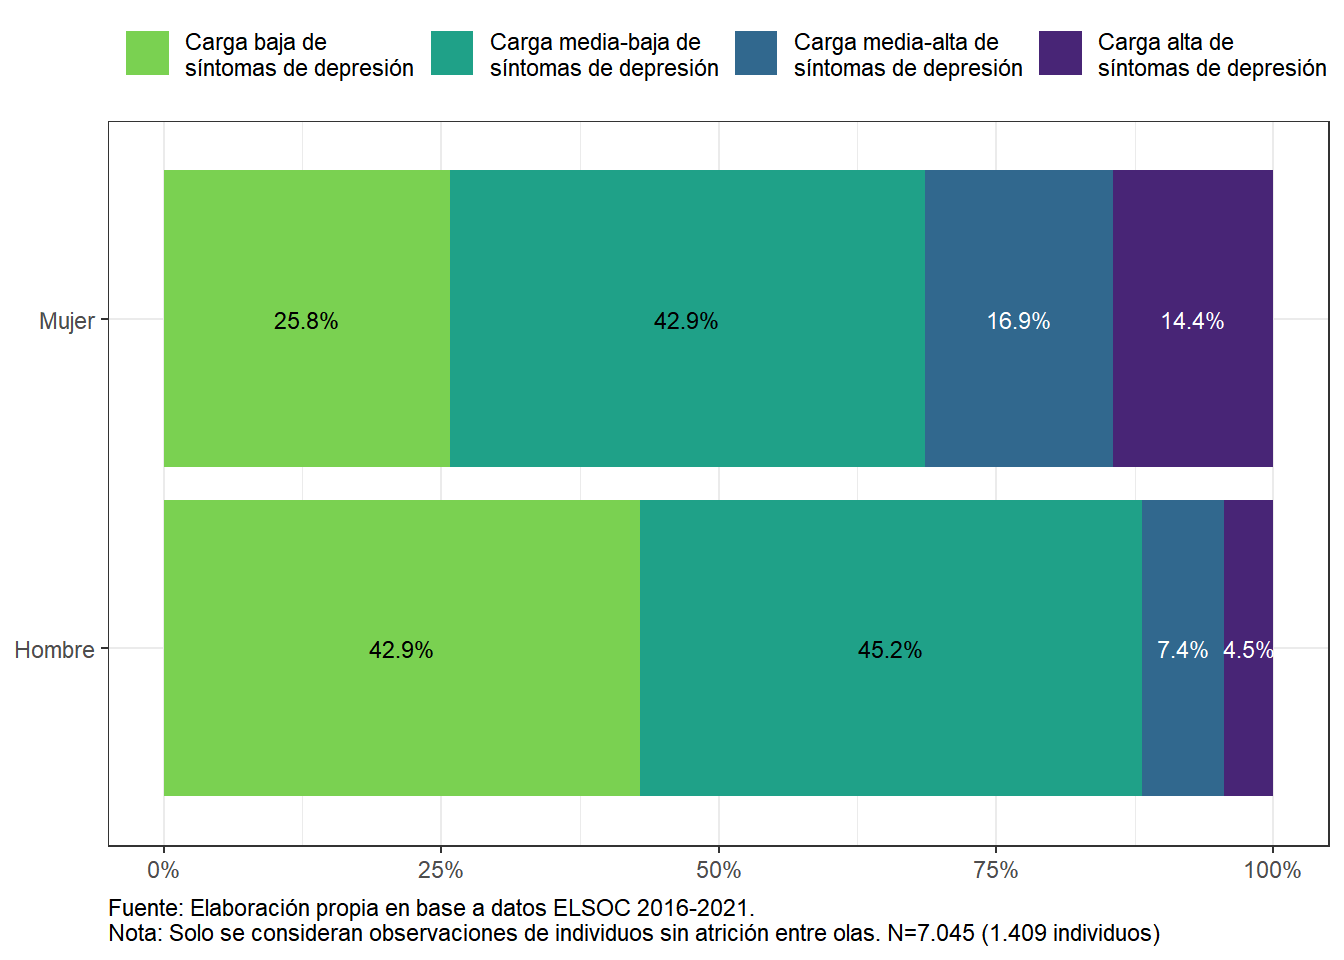 Carga baja de
síntomas de depresión
Carga media-baja de
síntomas de depresión
Carga media-alta de
síntomas de depresión
Carga alta de
síntomas de depresión
Mujer
25.8%
42.9%
16.9%
14.4%
Hombre
42.9%
45.2%
7.4%
4.5%
0%
25%
50%
75%
100%
Fuente: Elaboración propia en base a datos ELSOC 2016-2021.
Nota: Solo se consideran observaciones de individuos sin atrición entre olas. N=7.045 (1.409 individuos)